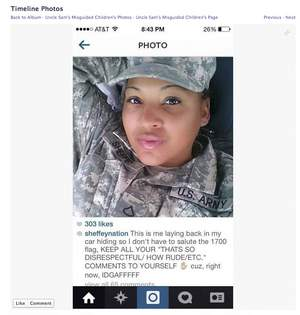 Timeline Photos
Back to Album · Uncle Sam's Misguided Children's Photos · Uncle Sam's Misguided Children's Page
Previous · Next
AT&T 8:43 PM 26%
PHOTO
U.S. ARMY
303 likes
sheffeynation This is me laying back in my
car hiding so I don't have to salute the 1700
flag, KEEP ALL YOUR "THATS SO
DISRESPECTFUL/ HOW RUDE/ETC."
COMMENTS TO YOURSELF ✋ cuz, right
now, IDGAFFFFF
view all 65 comments
Like Comment